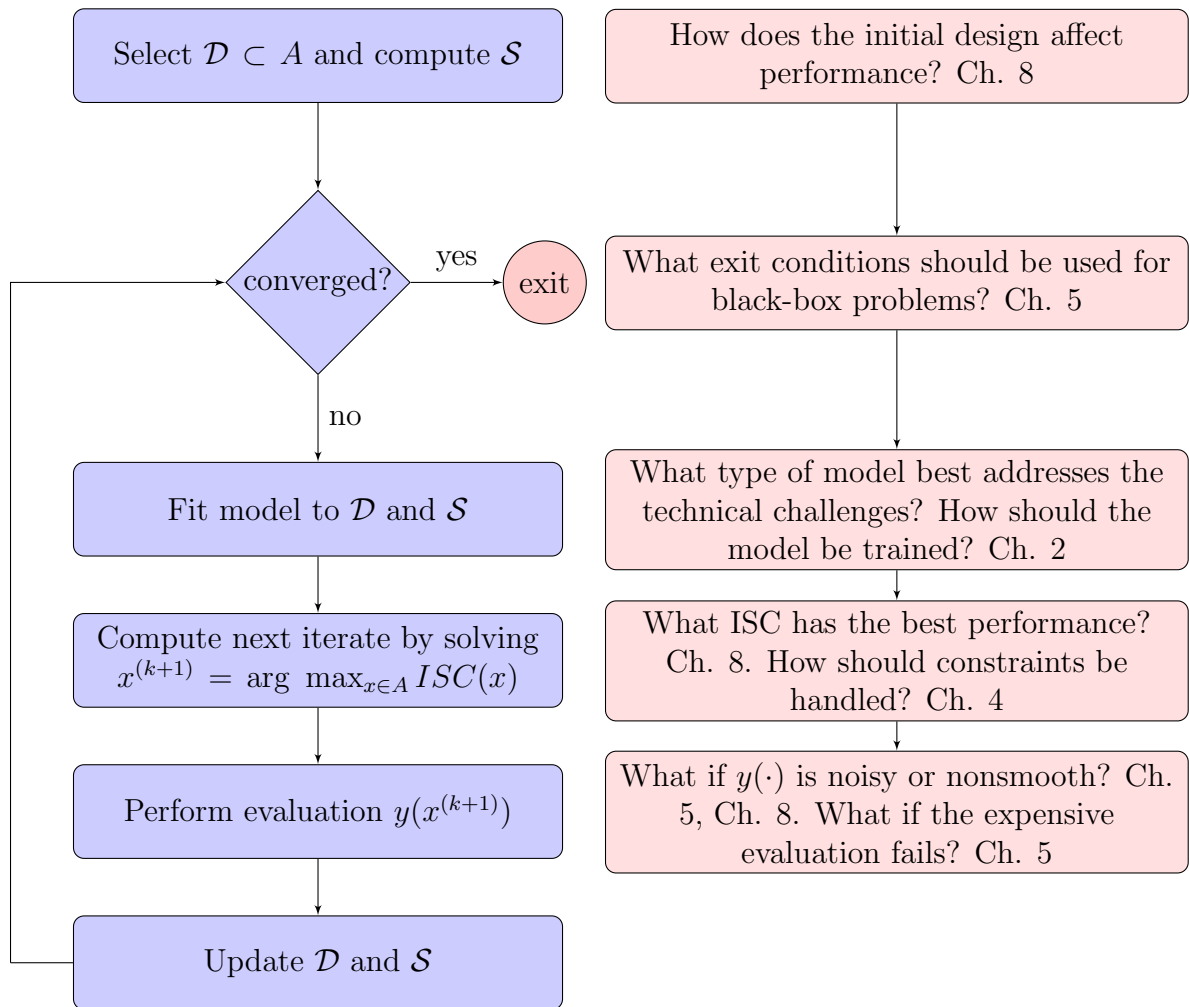 Select 𝒟 ⊂ A and compute 𝒮
converged?
yes
exit
no
Fit model to 𝒟 and 𝒮
Compute next iterate by solving
x^{(k+1)} = arg max_{x∈A} ISC(x)
Perform evaluation y(x^{(k+1)})
Update 𝒟 and 𝒮
How does the initial design affect
performance? Ch. 8
What exit conditions should be used for
black-box problems? Ch. 5
What type of model best addresses the
technical challenges? How should the
model be trained? Ch. 2
What ISC has the best performance?
Ch. 8. How should constraints be
handled? Ch. 4
What if y(·) is noisy or nonsmooth? Ch.
5, Ch. 8. What if the expensive
evaluation fails? Ch. 5